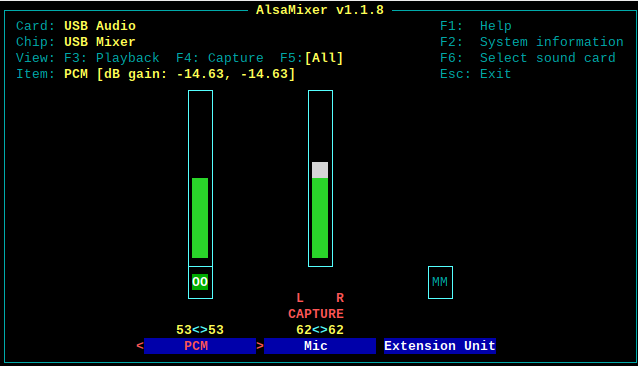 AlsaMixer v1.1.8
Card: USB Audio F1: Help
Chip: USB Mixer F2: System information
View: F3: Playback F4: Capture F5:[All] F6: Select sound card
Item: PCM [dB gain: -14.63, -14.63] Esc: Exit
OO MM
L R
CAPTURE
53<>53 62<>62
< PCM > Mic Extension Unit